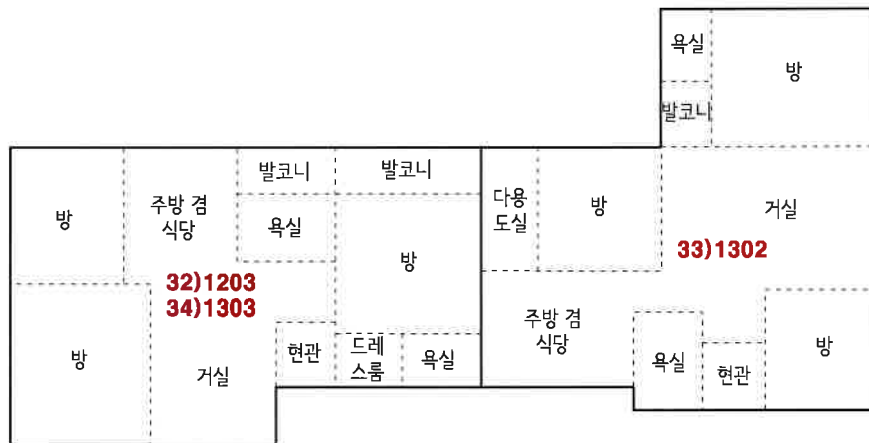 욕실
방
발코니
발코니
발코니
방
주방 겸
식당
욕실
방
다용
도실
방
거실
32)1203
34)1303
33)1302
방
거실
현관
드레
스룸
욕실
주방 겸
식당
욕실
현관
방